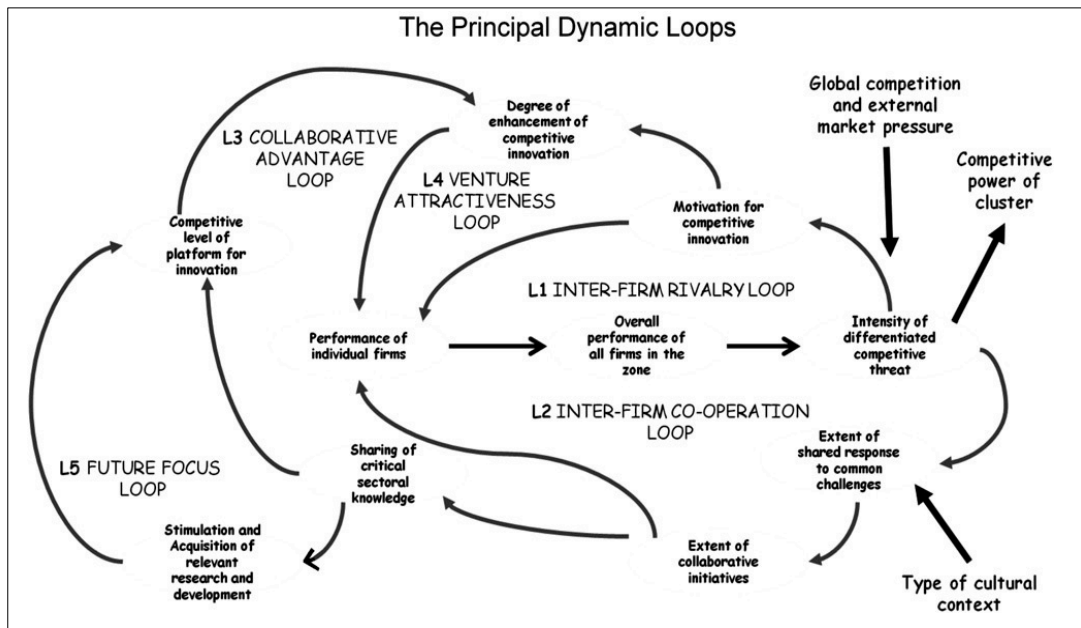 The Principal Dynamic Loops
Global competition
and external
market pressure
Degree of
enhancement of
competitive
innovation
L3 COLLABORATIVE
ADVANTAGE
LOOP
Competitive
power of
cluster
L4 VENTURE
ATTRACTIVENESS
LOOP
Motivation for
competitive
innovation
Competitive
level of
platform for
innovation
L1 INTER-FIRM RIVALRY LOOP
Performance of
individual firms
Overall
performance of
all firms in the
zone
Intensity of
differentiated
competitive
threat
L2 INTER-FIRM CO-OPERATION
LOOP
Extent of
shared response
to common
challenges
Sharing of
critical
sectoral
knowledge
L5 FUTURE FOCUS
LOOP
Stimulation and
Acquisition of
relevant
research and
development
Extent of
collaborative
initiatives
Type of cultural
context